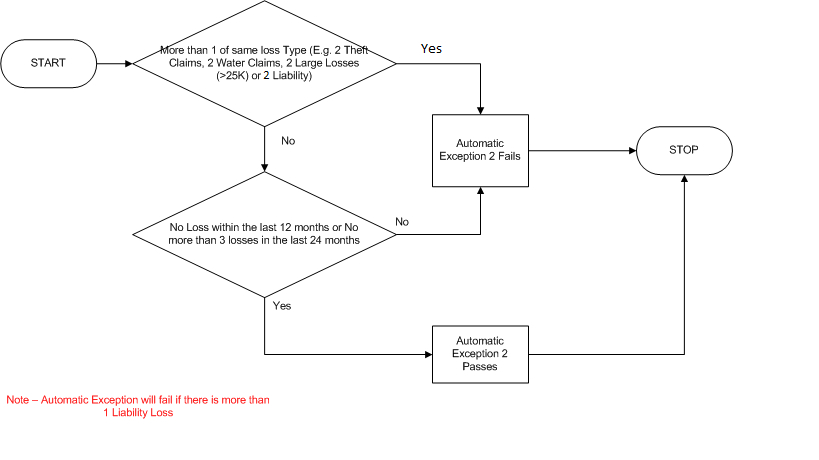 START
More than 1 of same loss Type (E.g. 2 Theft
Claims, 2 Water Claims, 2 Large Losses
(>25K) or 2 Liability)
Yes
No
Automatic
Exception 2 Fails
STOP
No Loss within the last 12 months or No
more than 3 losses in the last 24 months
No
Yes
Automatic
Exception 2
Passes
Note – Automatic Exception will fail if there is more than
1 Liability Loss